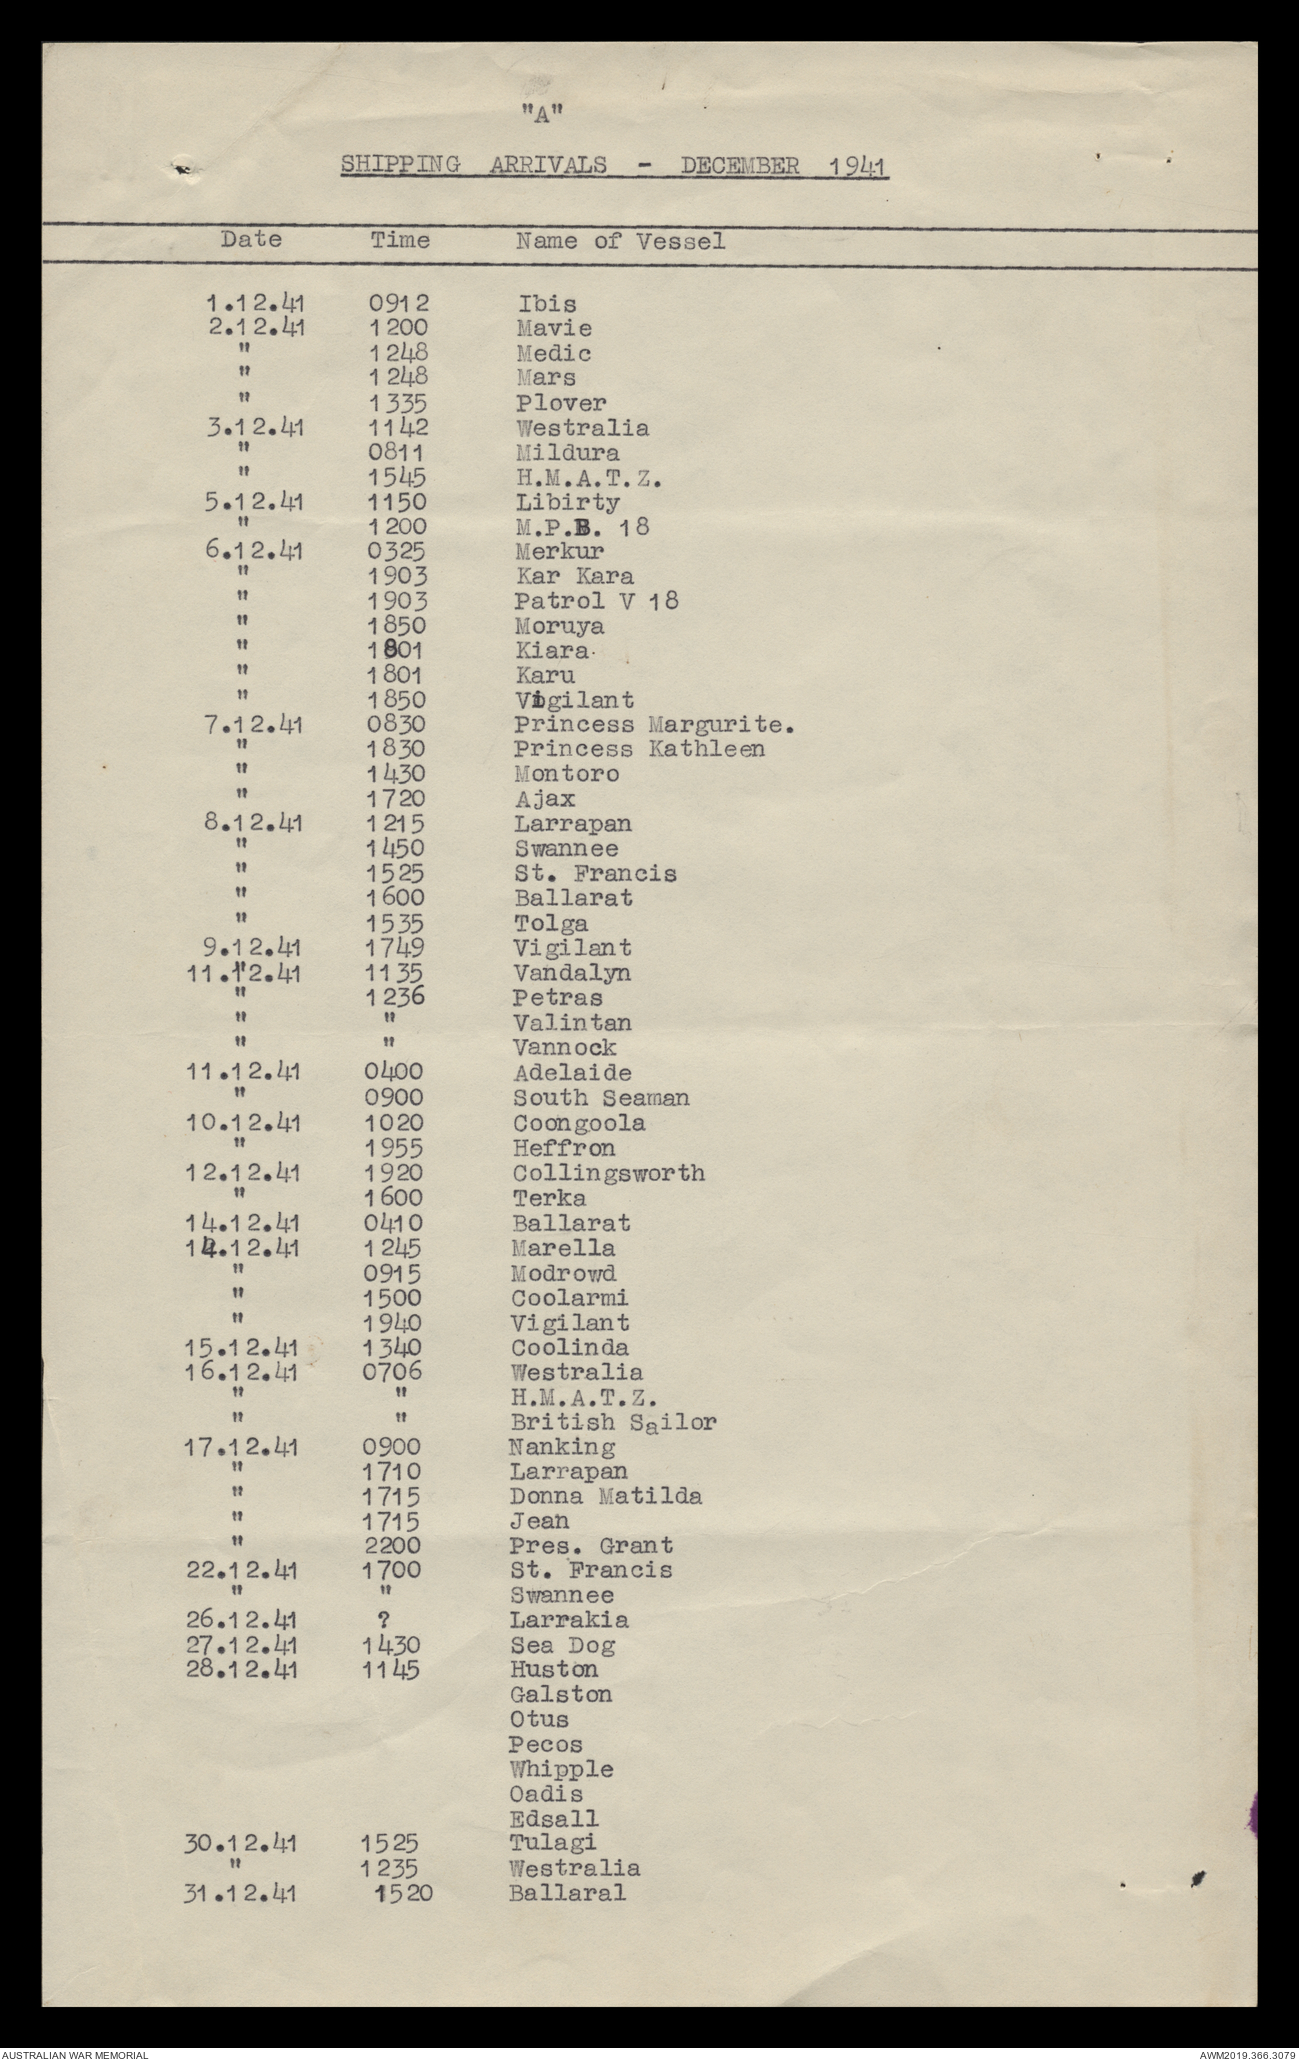 "A"
SHIPPING ARRIVALS - DECEMBER 1941
Date Time Name of Vessel
1.12.41 0912 Ibis
2.12.41 1200 Mavie
" 1248 Medic
" 1248 Mars
" 1335 Plover
3.12.41 1142 Westralia
" 0811 Mildura
" 1545 H.M.A.T.Z.
5.12.41 1150 Libirty
" 1200 M.P.B. 18
6.12.41 0325 Merkur
" 1903 Kar Kara
" 1903 Patrol V 18
" 1850 Moruya
" 1801 Kiara
" 1801 Karu
" 1850 Vigilant
7.12.41 0830 Princess Margurite.
" 1830 Princess Kathleen
" 1430 Montoro
" 1720 Ajax
8.12.41 1215 Larrapan
" 1450 Swannee
" 1525 St. Francis
" 1600 Ballarat
" 1535 Tolga
9.12.41 1749 Vigilant
11.12.41 1135 Vandalyn
" 1236 Petras
" " Valintan
" " Vannock
11.12.41 0400 Adelaide
" 0900 South Seaman
10.12.41 1020 Coongoola
" 1955 Heffron
12.12.41 1920 Collingsworth
" 1600 Terka
14.12.41 0410 Ballarat
.12.41 1245 Marella
" 0915 Modrowd
" 1500 Coolarmi
" 1940 Vigilant
15.12.41 1340 Coolinda
16.12.41 0706 Westralia
" " H.M.A.T.Z.
" " British Sailor
17.12.41 0900 Nanking
" 1710 Larrapan
" 1715 Donna Matilda
" 1715 Jean
" 2200 Pres. Grant
22.12.41 1700 St. Francis
" " Swannee
26.12.41 ? Larrakia
27.12.41 1430 Sea Dog
28.12.41 1145 Huston
Galston
Otus
Pecos
Whipple
Oadis
Edsall
30.12.41 1525 Tulagi
" 1235 Westralia
31.12.41 1520 Ballaral
AUSTRALIAN WAR MEMORIAL AWM2019.366.3079